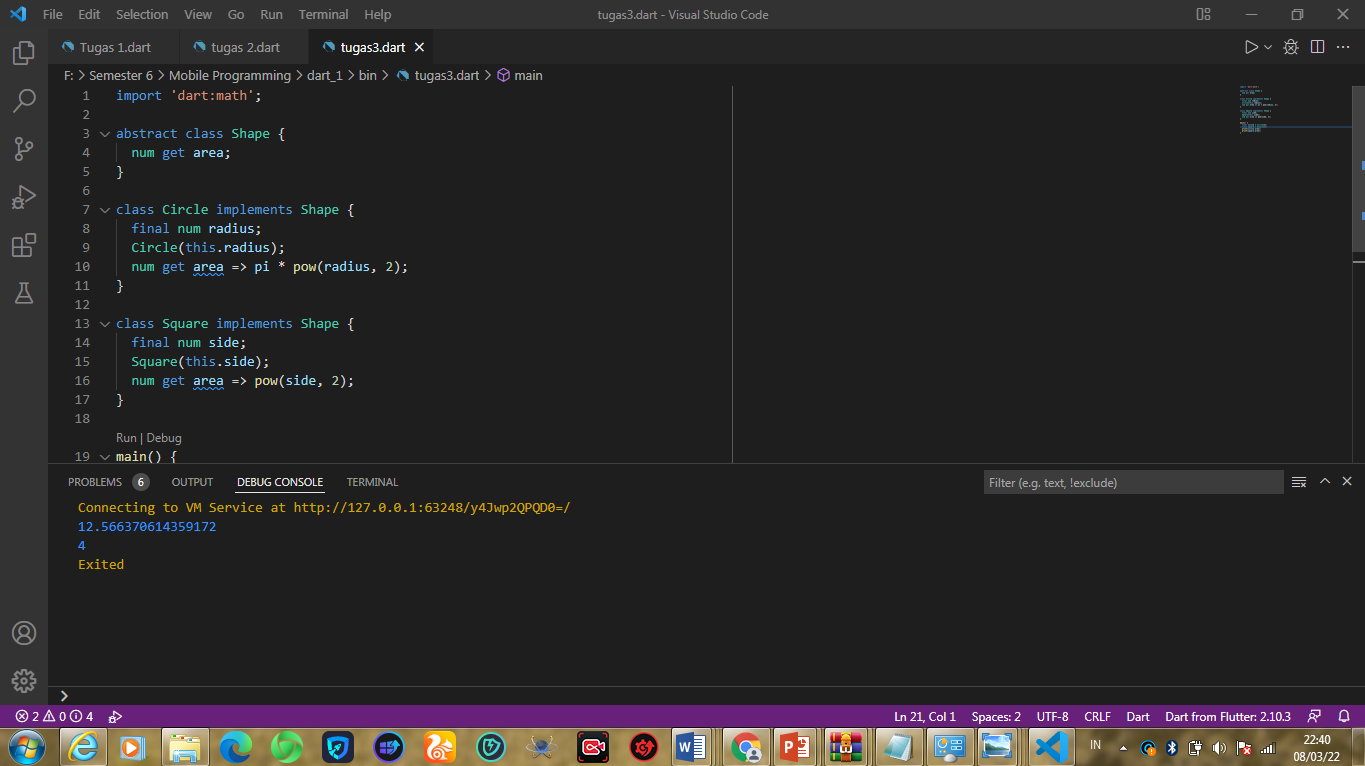 File Edit Selection View Go Run Terminal Help tugas3.dart - Visual Studio Code
Tugas 1.dart tugas 2.dart tugas3.dart
F: > Semester 6 > Mobile Programming > dart_1 > bin > tugas3.dart > main
1 import 'dart:math';
2
3 abstract class Shape {
4 num get area;
5 }
6
7 class Circle implements Shape {
8 final num radius;
9 Circle(this.radius);
10 num get area => pi * pow(radius, 2);
11 }
12
13 class Square implements Shape {
14 final num side;
15 Square(this.side);
16 num get area => pow(side, 2);
17 }
18
Run | Debug
19 main() {
PROBLEMS 6 OUTPUT DEBUG CONSOLE TERMINAL Filter (e.g. text, !exclude)
Connecting to VM Service at http://127.0.0.1:63248/y4Jwp2QPQD0=/
12.566370614359172
4
Exited
2 0 4 Ln 21, Col 1 Spaces: 2 UTF-8 CRLF Dart Dart from Flutter: 2.10.3
IN 22:40
08/03/22